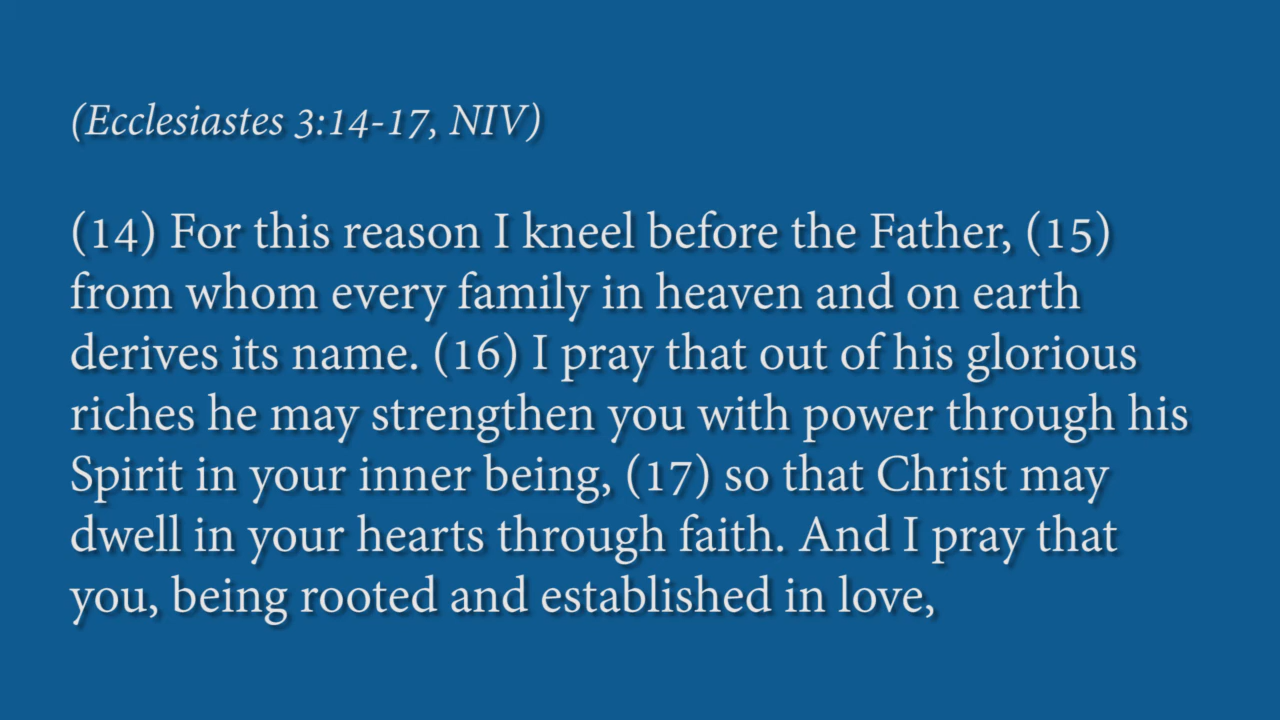 (Ecclesiastes 3:14-17, NIV)
(14) For this reason I kneel before the Father, (15)
from whom every family in heaven and on earth
derives its name. (16) I pray that out of his glorious
riches he may strengthen you with power through his
Spirit in your inner being, (17) so that Christ may
dwell in your hearts through faith. And I pray that
you, being rooted and established in love,